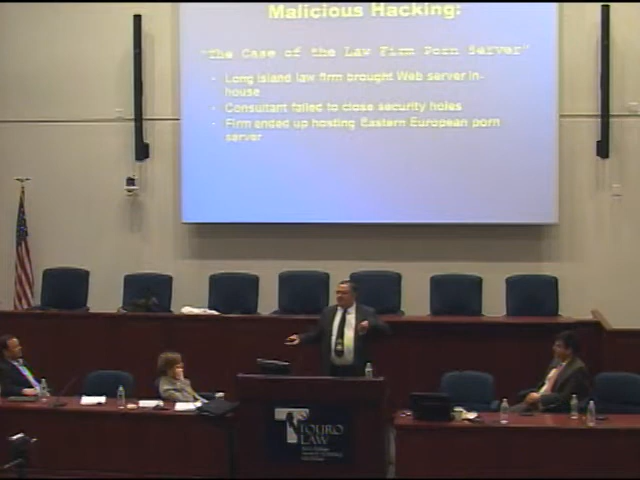 Malicious Hacking:
"The Case of the Law Firm Porn Server"
- Long Island law firm brought Web server in-
house
- Consultant failed to close security holes
- Firm ended up hosting Eastern European porn
server
TOURO
LAW